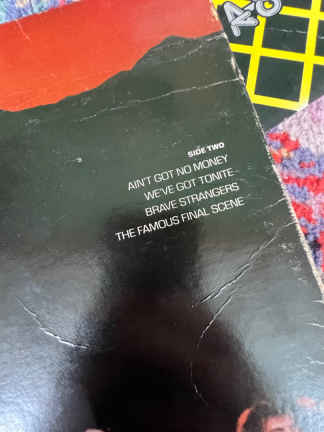 SIDE TWO
AIN'T GOT NO MONEY
WE'VE GOT TONITE
BRAVE STRANGERS
THE FAMOUS FINAL SCENE